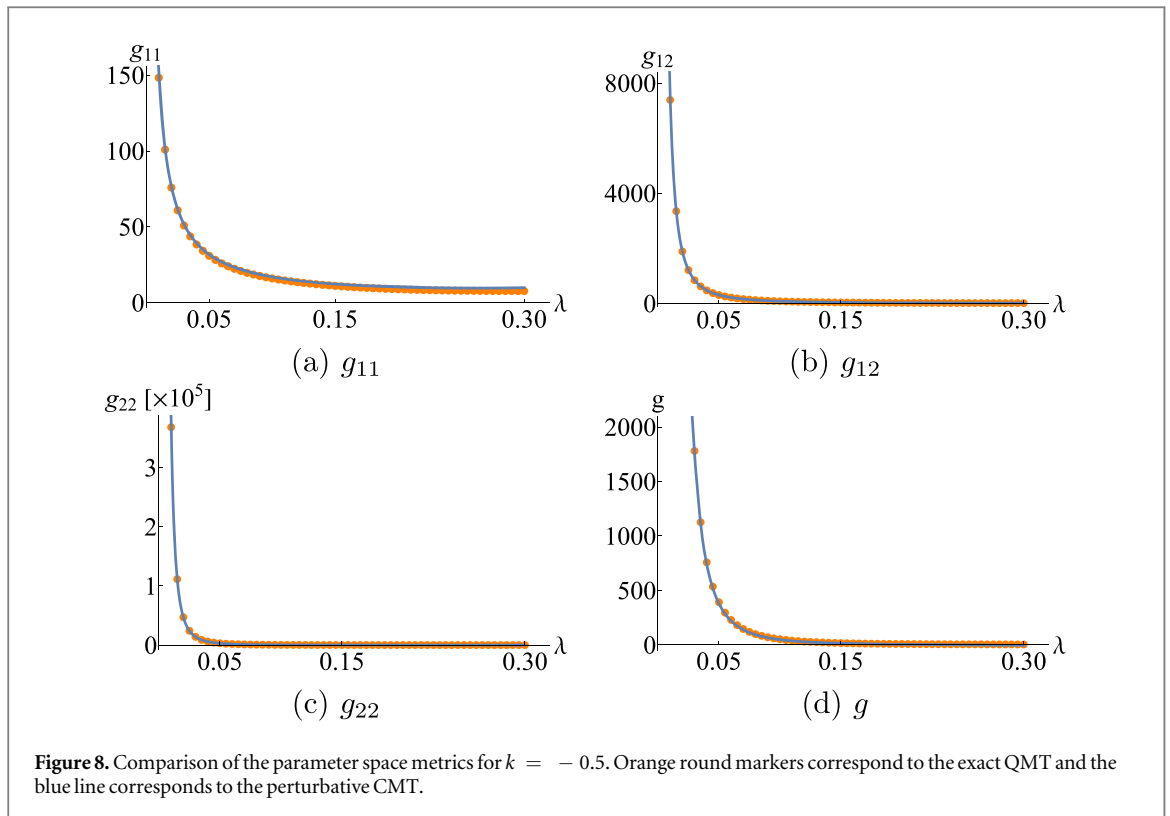 g11
150
100
50
0
0.05
0.15
0.30
λ
(a) g11
g12
8000
4000
0
0.05
0.15
0.30
λ
(b) g12
g22 [×10^5]
3
2
1
0
0.05
0.15
0.30
λ
(c) g22
g
2000
1500
1000
500
0
0.05
0.15
0.30
λ
(d) g
Figure 8. Comparison of the parameter space metrics for k = − 0.5. Orange round markers correspond to the exact QMT and the
blue line corresponds to the perturbative CMT.